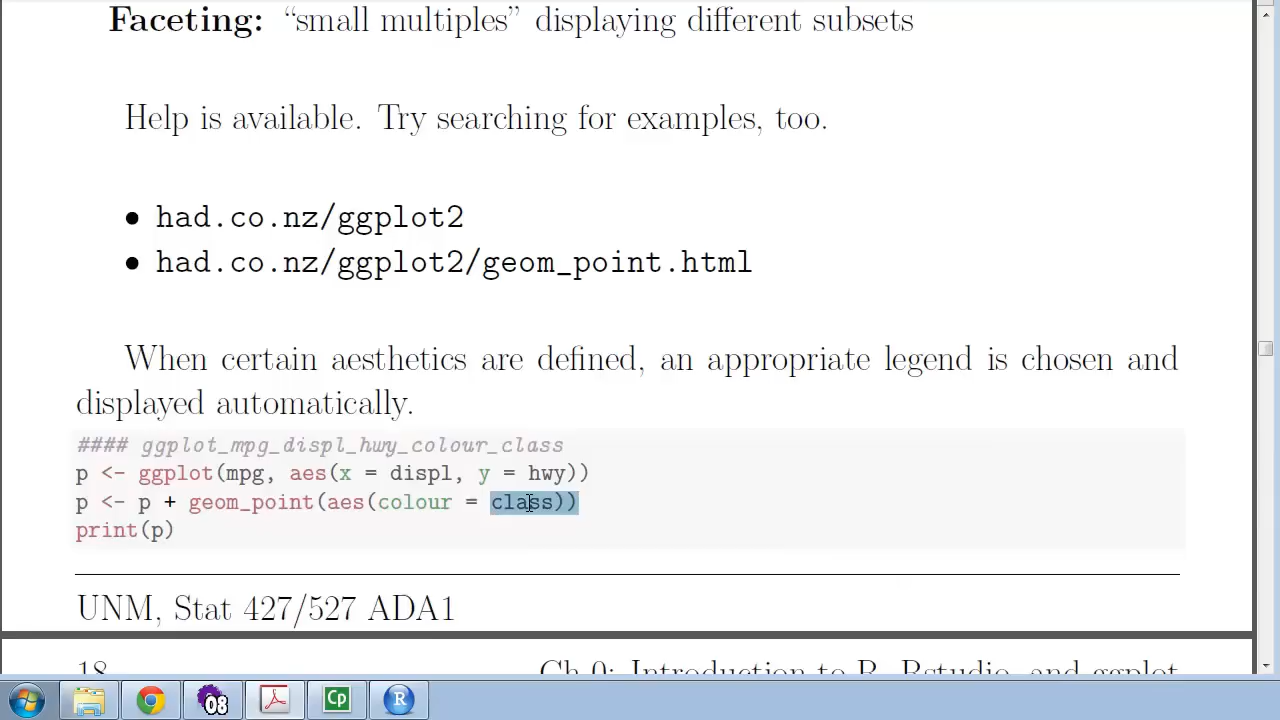 Faceting: “small multiples” displaying different subsets
Help is available. Try searching for examples, too.
• had.co.nz/ggplot2
• had.co.nz/ggplot2/geom_point.html
When certain aesthetics are defined, an appropriate legend is chosen and
displayed automatically.
#### ggplot_mpg_displ_hwy_colour_class
p <- ggplot(mpg, aes(x = displ, y = hwy))
p <- p + geom_point(aes(colour = class))
print(p)
UNM, Stat 427/527 ADA1
18 Ch 0: Introduction to R, Rstudio, and ggplot
08
Cp
R